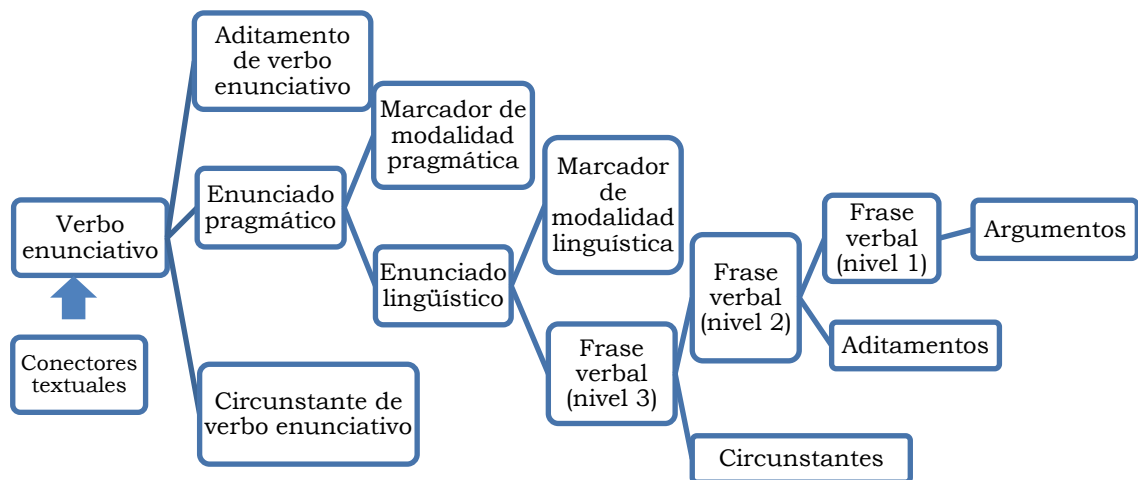 Aditamento
de verbo
enunciativo
Marcador de
modalidad
pragmática
Marcador
de
modalidad
linguística
Enunciado
pragmático
Verbo
enunciativo
Frase
verbal
(nivel 1)
Argumentos
Enunciado
lingüístico
Frase
verbal
(nivel 2)
Conectores
textuales
Frase
verbal
(nivel 3)
Aditamentos
Circunstante de
verbo enunciativo
Circunstantes